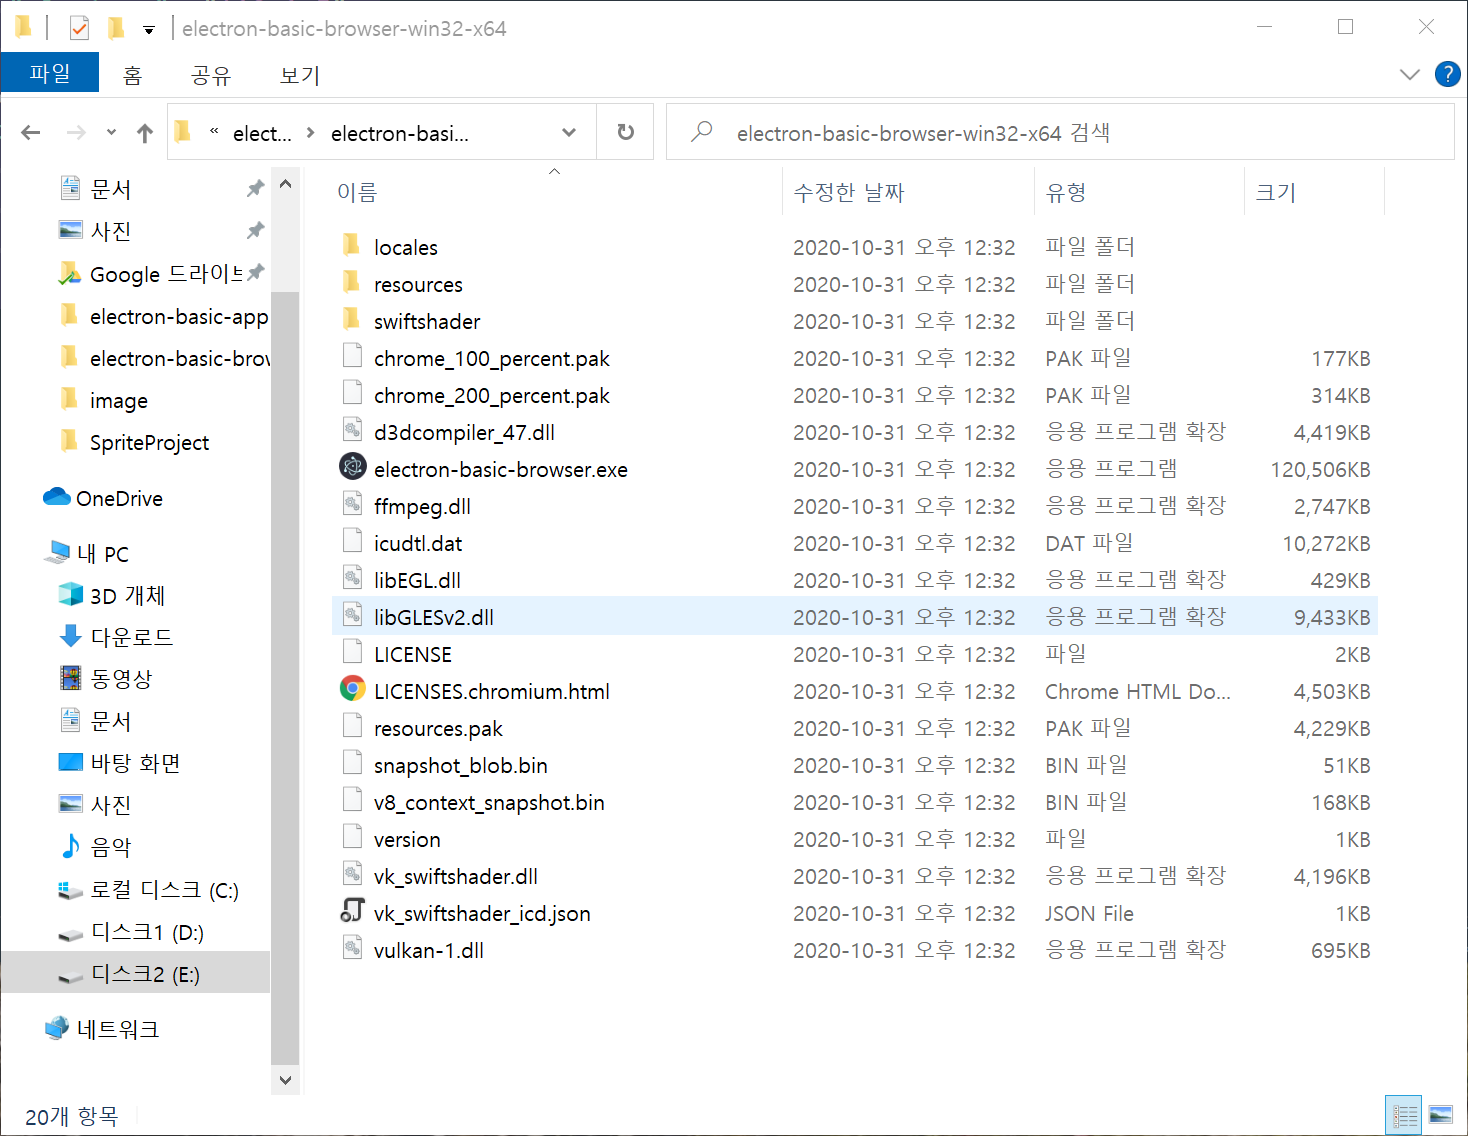 electron-basic-browser-win32-x64
파일 홈 공유 보기
« elect... > electron-basi... electron-basic-browser-win32-x64 검색
문서
사진
Google 드라이브
electron-basic-app
electron-basic-brow
image
SpriteProject
OneDrive
내 PC
3D 개체
다운로드
동영상
문서
바탕 화면
사진
음악
로컬 디스크 (C:)
디스크1 (D:)
디스크2 (E:)
네트워크
이름 수정한 날짜 유형 크기
locales 2020-10-31 오후 12:32 파일 폴더
resources 2020-10-31 오후 12:32 파일 폴더
swiftshader 2020-10-31 오후 12:32 파일 폴더
chrome_100_percent.pak 2020-10-31 오후 12:32 PAK 파일 177KB
chrome_200_percent.pak 2020-10-31 오후 12:32 PAK 파일 314KB
d3dcompiler_47.dll 2020-10-31 오후 12:32 응용 프로그램 확장 4,419KB
electron-basic-browser.exe 2020-10-31 오후 12:32 응용 프로그램 120,506KB
ffmpeg.dll 2020-10-31 오후 12:32 응용 프로그램 확장 2,747KB
icudtl.dat 2020-10-31 오후 12:32 DAT 파일 10,272KB
libEGL.dll 2020-10-31 오후 12:32 응용 프로그램 확장 429KB
libGLESv2.dll 2020-10-31 오후 12:32 응용 프로그램 확장 9,433KB
LICENSE 2020-10-31 오후 12:32 파일 2KB
LICENSES.chromium.html 2020-10-31 오후 12:32 Chrome HTML Do... 4,503KB
resources.pak 2020-10-31 오후 12:32 PAK 파일 4,229KB
snapshot_blob.bin 2020-10-31 오후 12:32 BIN 파일 51KB
v8_context_snapshot.bin 2020-10-31 오후 12:32 BIN 파일 168KB
version 2020-10-31 오후 12:32 파일 1KB
vk_swiftshader.dll 2020-10-31 오후 12:32 응용 프로그램 확장 4,196KB
vk_swiftshader_icd.json 2020-10-31 오후 12:32 JSON File 1KB
vulkan-1.dll 2020-10-31 오후 12:32 응용 프로그램 확장 695KB
20개 항목